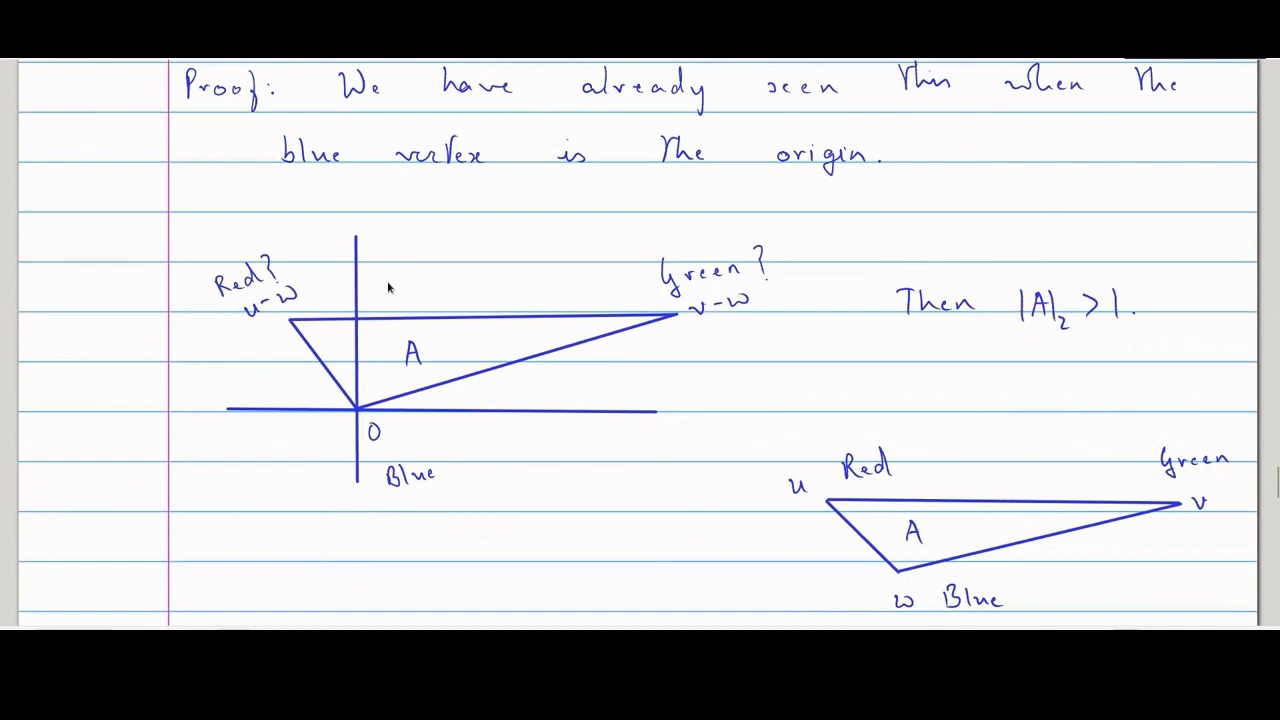 Proof: We have already seen this when the
blue vertex is the origin.
Red?
u-w
Green?
v-w
Then |A|₂ > 1.
A
O
Blue
u Red
Green
v
A
w Blue